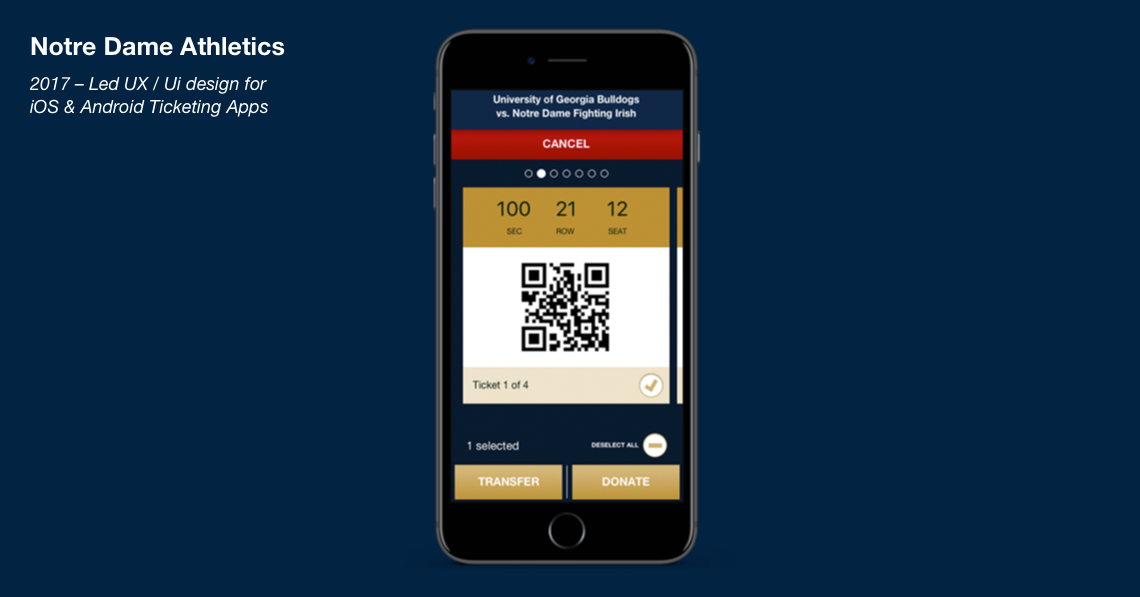 Notre Dame Athletics
2017 – Led UX / Ui design for
iOS & Android Ticketing Apps
University of Georgia Bulldogs
vs. Notre Dame Fighting Irish
CANCEL
100 21 12
SEC ROW SEAT
Ticket 1 of 4
1 selected DESELECT ALL
TRANSFER DONATE